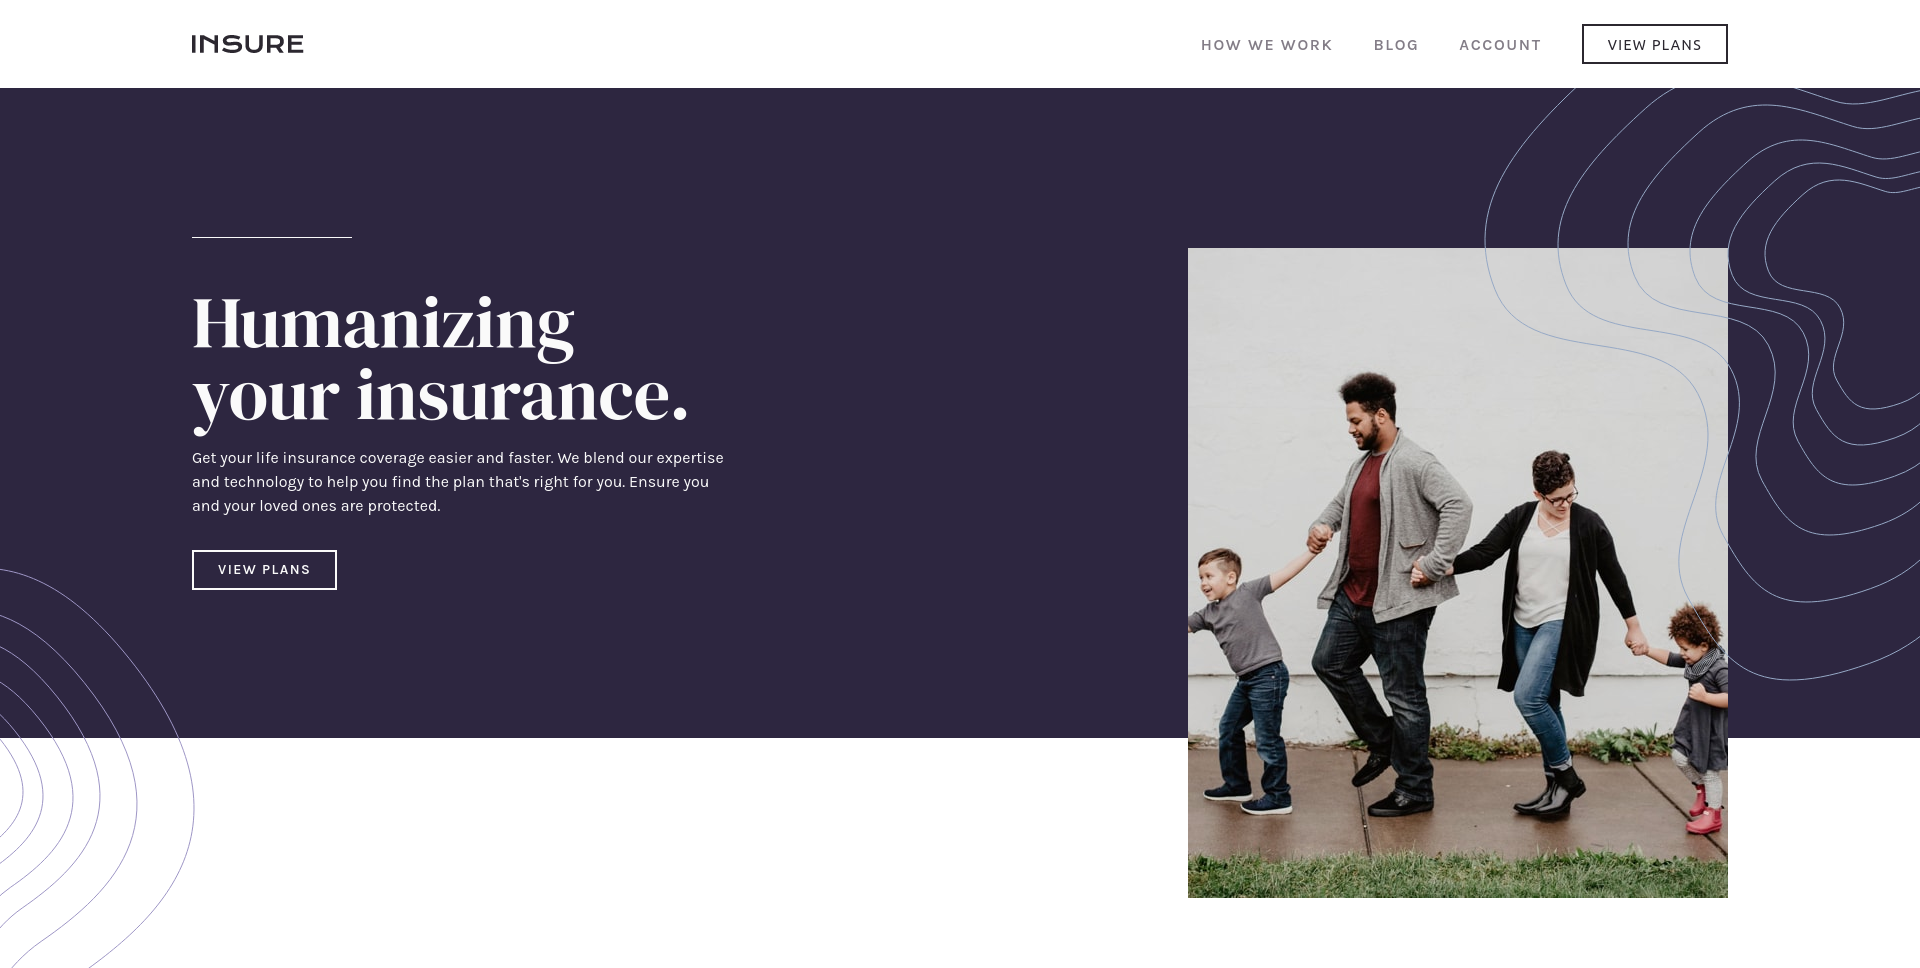 INSURE
HOW WE WORK
BLOG
ACCOUNT
VIEW PLANS
Humanizing
your insurance.
Get your life insurance coverage easier and faster. We blend our expertise
and technology to help you find the plan that's right for you. Ensure you
and your loved ones are protected.
VIEW PLANS